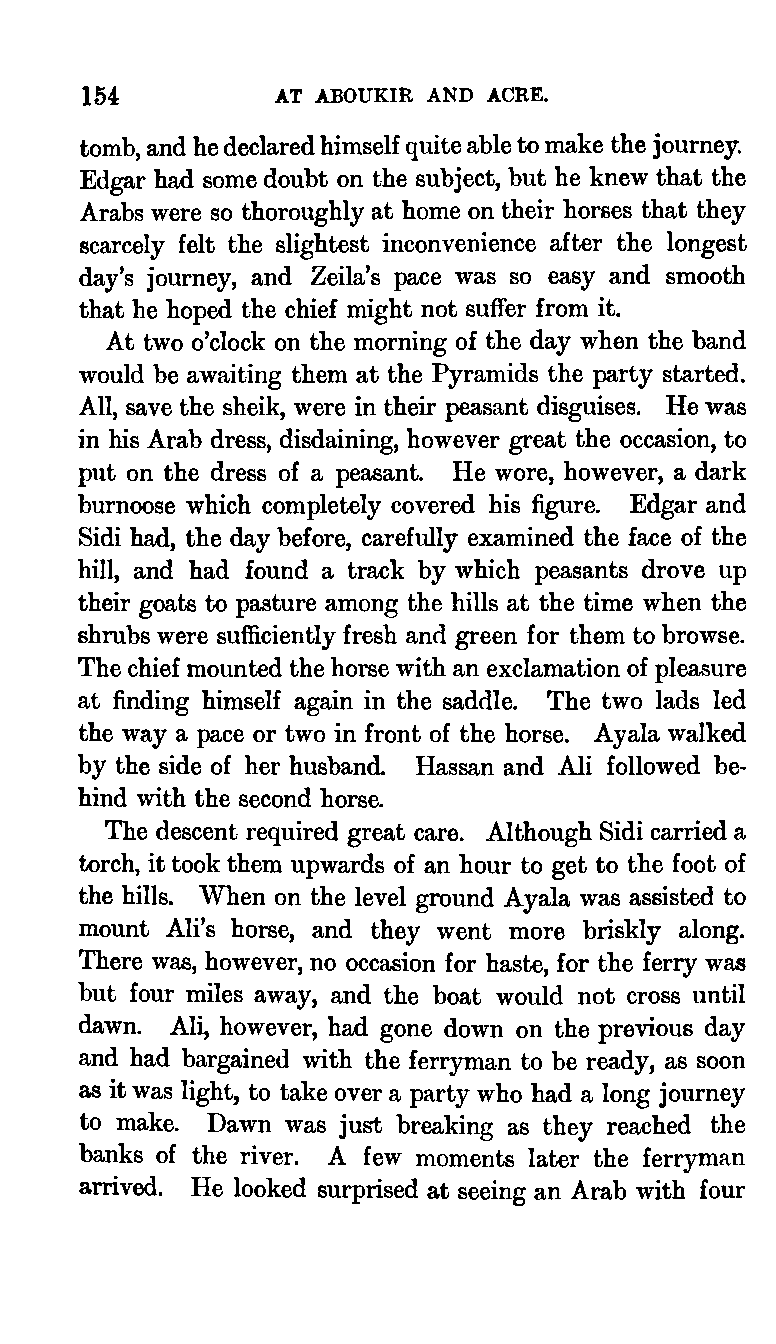 154 AT ABOUKIR AND ACRE.
tomb, and he declared himself quite able to make the journey.
Edgar had some doubt on the subject, but he knew that the
Arabs were so thoroughly at home on their horses that they
scarcely felt the slightest inconvenience after the longest
day's journey, and Zeila's pace was so easy and smooth
that he hoped the chief might not suffer from it.
At two o'clock on the morning of the day when the band
would be awaiting them at the Pyramids the party started.
All, save the sheik, were in their peasant disguises. He was
in his Arab dress, disdaining, however great the occasion, to
put on the dress of a peasant. He wore, however, a dark
burnoose which completely covered his figure. Edgar and
Sidi had, the day before, carefully examined the face of the
hill, and had found a track by which peasants drove up
their goats to pasture among the hills at the time when the
shrubs were sufficiently fresh and green for them to browse.
The chief mounted the horse with an exclamation of pleasure
at finding himself again in the saddle. The two lads led
the way a pace or two in front of the horse. Ayala walked
by the side of her husband. Hassan and Ali followed be-
hind with the second horse.
The descent required great care. Although Sidi carried a
torch, it took them upwards of an hour to get to the foot of
the hills. When on the level ground Ayala was assisted to
mount Ali's horse, and they went more briskly along.
There was, however, no occasion for haste, for the ferry was
but four miles away, and the boat would not cross until
dawn. Ali, however, had gone down on the previous day
and had bargained with the ferryman to be ready, as soon
as it was light, to take over a party who had a long journey
to make. Dawn was just breaking as they reached the
banks of the river. A few moments later the ferryman
arrived. He looked surprised at seeing an Arab with four